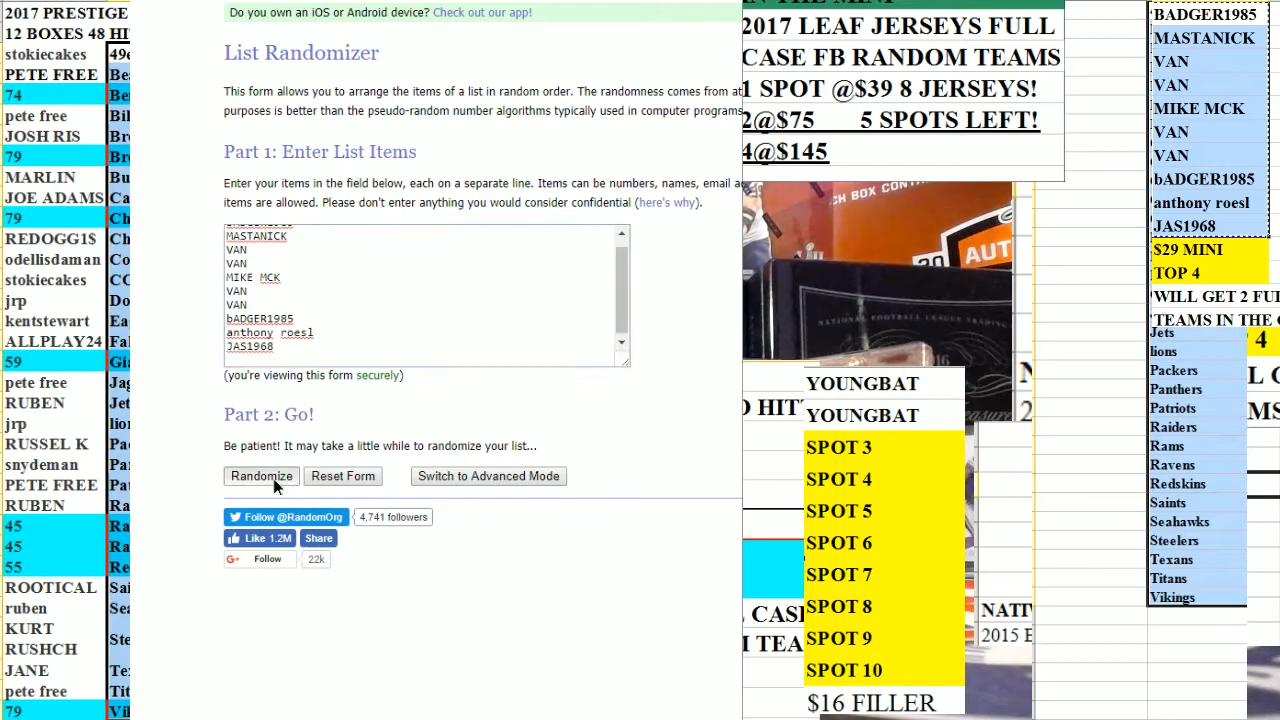 2017 PRESTIGE
12 BOXES 48
stokiecakes
PETE FREE
74
pete free
JOSH RIS
79
MARLIN
JOE ADAMS
79
REDOGG1$
odellisdaman
stokiecakes
jrp
kentstewart
ALLPLAY24
59
pete free
RUBEN
jrp
RUSSEL K
snydeman
PETE FREE
RUBEN
45
45
55
ROOTICAL
ruben
KURT
RUSHCH
JANE
pete free
79
Do you own an iOS or Android device? Check out our app!
List Randomizer
This form allows you to arrange the items of a list in random order. The randomness comes from
purposes is better than the pseudo-random number algorithms typically used in computer programs
Part 1: Enter List Items
Enter your items in the field below, each on a separate line. Items can be numbers, names, email
items are allowed. Please don't enter anything you would consider confidential (here's why).
MASTANICK
VAN
VAN
MIKE MCK
VAN
VAN
bADGER1985
anthony roesl
JAS1968
(you're viewing this form securely)
Part 2: Go!
Be patient! It may take a little while to randomize your list...
Randomize
Reset Form
Switch to Advanced Mode
Follow @RandomOrg
4,741 followers
Like 1.2M
Share
Follow
22k
2017 LEAF JERSEYS FULL
CASE FB RANDOM TEAMS
1 SPOT @$39 8 JERSEYS!
2@$75 5 SPOTS LEFT!
4@$145
YOUNGBAT
YOUNGBAT
SPOT 3
SPOT 4
SPOT 5
SPOT 6
SPOT 7
SPOT 8
SPOT 9
SPOT 10
$16 FILLER
BADGER1985
MASTANICK
VAN
VAN
MIKE MCK
VAN
VAN
bADGER1985
anthony roesl
JAS1968
$29 MINI
TOP 4
WILL GET 2
TEAMS IN THE
Jets
lions
Packers
Panthers
Patriots
Raiders
Rams
Ravens
Redskins
Saints
Seahawks
Steelers
Texans
Titans
Vikings
4